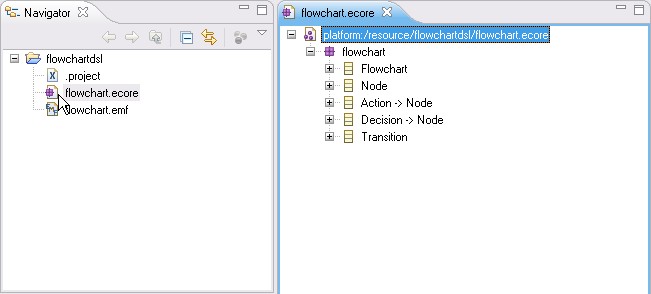 Navigator
flowchartdsl
.project
flowchart.ecore
flowchart.emf
flowchart.ecore
platform:/resource/flowchartdsl/flowchart.ecore
flowchart
Flowchart
Node
Action -> Node
Decision -> Node
Transition